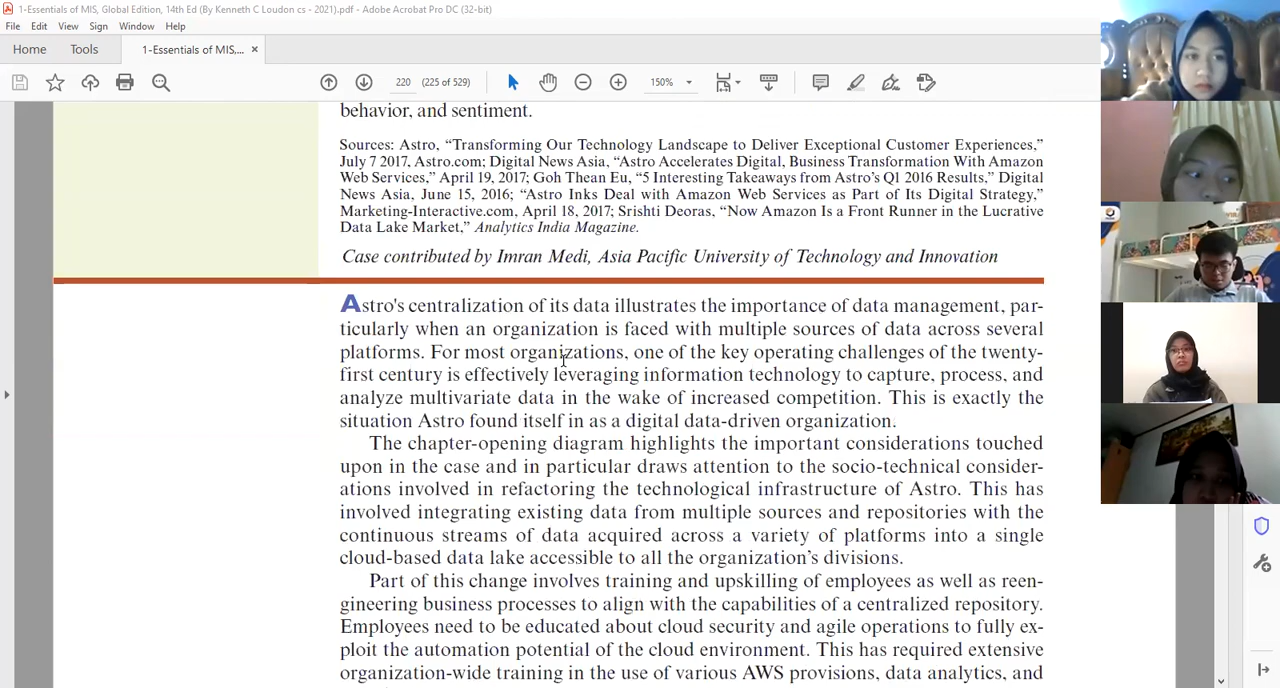 1-Essentials of MIS, Global Edition, 14th Ed (By Kenneth C Loudon cs - 2021).pdf - Adobe Acrobat Pro DC (32-bit)
File Edit View Sign Window Help
Home Tools 1-Essentials of MIS,... ×
220 (225 of 529) 150%
behavior, and sentiment.
Sources: Astro, “Transforming Our Technology Landscape to Deliver Exceptional Customer Experiences,”
July 7 2017, Astro.com; Digital News Asia, “Astro Accelerates Digital, Business Transformation With Amazon
Web Services,” April 19, 2017; Goh Thean Eu, “5 Interesting Takeaways from Astro’s Q1 2016 Results,” Digital
News Asia, June 15, 2016; “Astro Inks Deal with Amazon Web Services as Part of Its Digital Strategy,”
Marketing-Interactive.com, April 18, 2017; Srishti Deoras, “Now Amazon Is a Front Runner in the Lucrative
Data Lake Market,” Analytics India Magazine.
Case contributed by Imran Medi, Asia Pacific University of Technology and Innovation
Astro's centralization of its data illustrates the importance of data management, par-
ticularly when an organization is faced with multiple sources of data across several
platforms. For most organizations, one of the key operating challenges of the twenty-
first century is effectively leveraging information technology to capture, process, and
analyze multivariate data in the wake of increased competition. This is exactly the
situation Astro found itself in as a digital data-driven organization.
The chapter-opening diagram highlights the important considerations touched
upon in the case and in particular draws attention to the socio-technical consider-
ations involved in refactoring the technological infrastructure of Astro. This has
involved integrating existing data from multiple sources and repositories with the
continuous streams of data acquired across a variety of platforms into a single
cloud-based data lake accessible to all the organization’s divisions.
Part of this change involves training and upskilling of employees as well as reen-
gineering business processes to align with the capabilities of a centralized repository.
Employees need to be educated about cloud security and agile operations to fully ex-
ploit the automation potential of the cloud environment. This has required extensive
organization-wide training in the use of various AWS provisions, data analytics, and